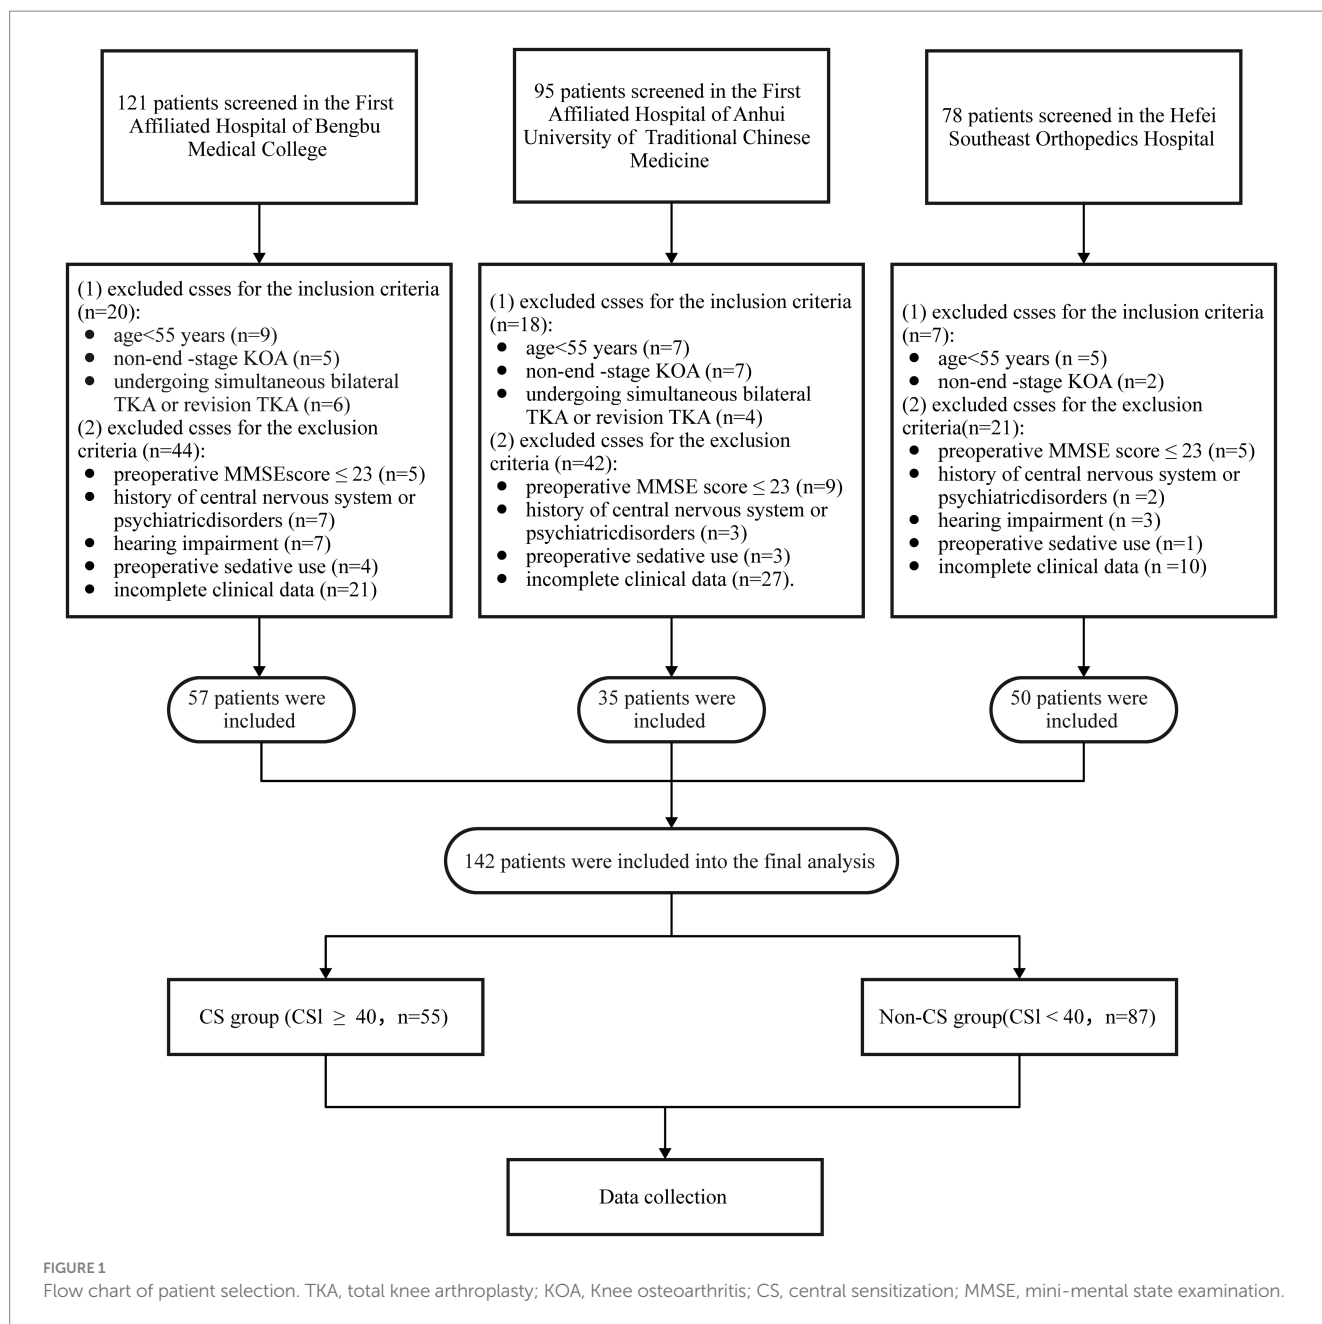 121 patients screened in the First
Affiliated Hospital of Bengbu
Medical College
95 patients screened in the First
Affiliated Hospital of Anhui
University of Traditional Chinese
Medicine
78 patients screened in the Hefei
Southeast Orthopedics Hospital
(1) excluded csses for the inclusion criteria
(n=20):
● age<55 years (n=9)
● non-end -stage KOA (n=5)
● undergoing simultaneous bilateral
TKA or revision TKA (n=6)
(2) excluded csses for the exclusion
criteria (n=44):
● preoperative MMSEscore ≤ 23 (n=5)
● history of central nervous system or
psychiatricdisorders (n=7)
● hearing impairment (n=7)
● preoperative sedative use (n=4)
● incomplete clinical data (n=21)
(1) excluded csses for the inclusion criteria
(n=18):
● age<55 years (n=7)
● non-end -stage KOA (n=7)
● undergoing simultaneous bilateral
TKA or revision TKA (n=4)
(2) excluded csses for the exclusion
criteria (n=42):
● preoperative MMSE score ≤ 23 (n=9)
● history of central nervous system or
psychiatricdisorders (n=3)
● preoperative sedative use (n=3)
● incomplete clinical data (n=27).
(1) excluded csses for the inclusion criteria
(n=7):
● age<55 years (n =5)
● non-end -stage KOA (n=2)
(2) excluded csses for the exclusion
criteria(n=21):
● preoperative MMSE score ≤ 23 (n=5)
● history of central nervous system or
psychiatricdisorders (n =2)
● hearing impairment (n =3)
● preoperative sedative use (n=1)
● incomplete clinical data (n =10)
57 patients were
included
35 patients were
included
50 patients were
included
142 patients were included into the final analysis
CS group (CSl ≥ 40，n=55)
Non-CS group(CSl < 40，n=87)
Data collection
FIGURE 1
Flow chart of patient selection. TKA, total knee arthroplasty; KOA, Knee osteoarthritis; CS, central sensitization; MMSE, mini-mental state examination.